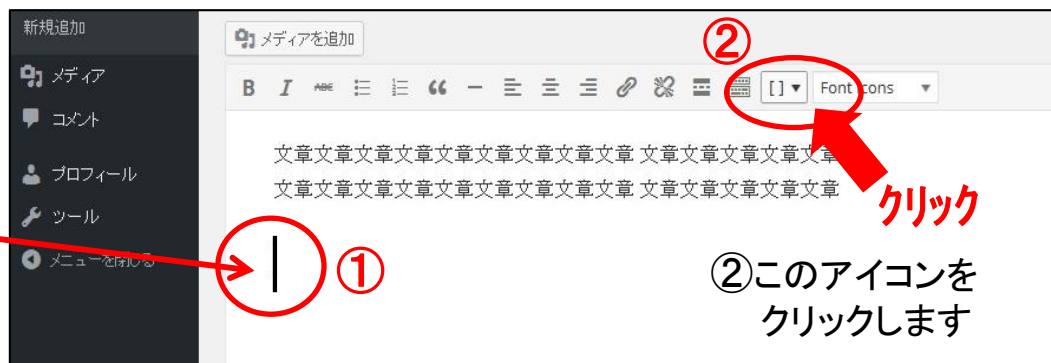 新規追加
メディアを追加
②
メディア
B I ABE “ [ ] ▼ Font Icons ▼
コメント
文章文章文章文章文章文章文章文章文章 文章文章文章文章文章
プロフィール
文章文章文章文章文章文章文章文章文章 文章文章文章文章文章
ツール
クリック
メニューを閉じる
①
②このアイコンを
クリックします